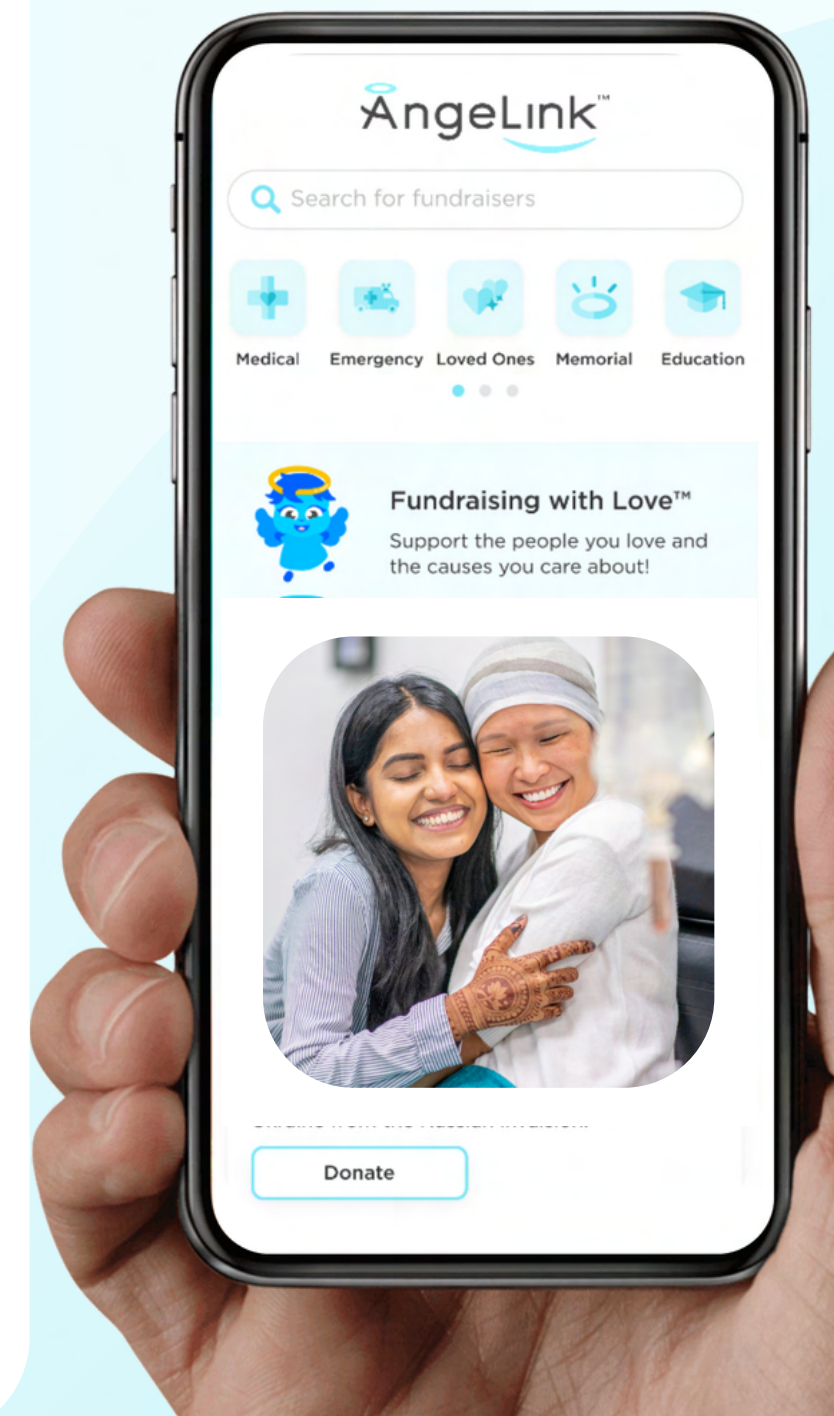 AngeLink™
Search for fundraisers
Medical Emergency Loved Ones Memorial Education
Fundraising with Love™
Support the people you love and
the causes you care about!
Donate